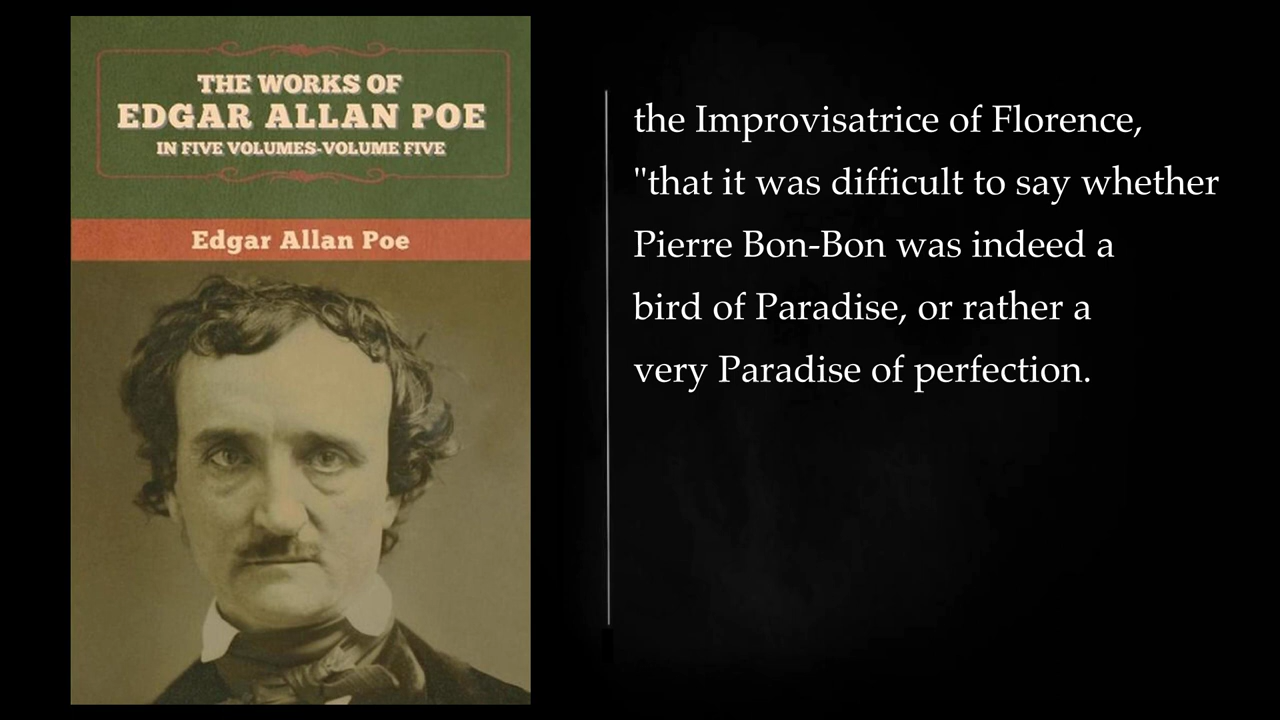 THE WORKS OF
EDGAR ALLAN POE
IN FIVE VOLUMES-VOLUME FIVE
Edgar Allan Poe
the Improvisatrice of Florence,
"that it was difficult to say whether
Pierre Bon-Bon was indeed a
bird of Paradise, or rather a
very Paradise of perfection.